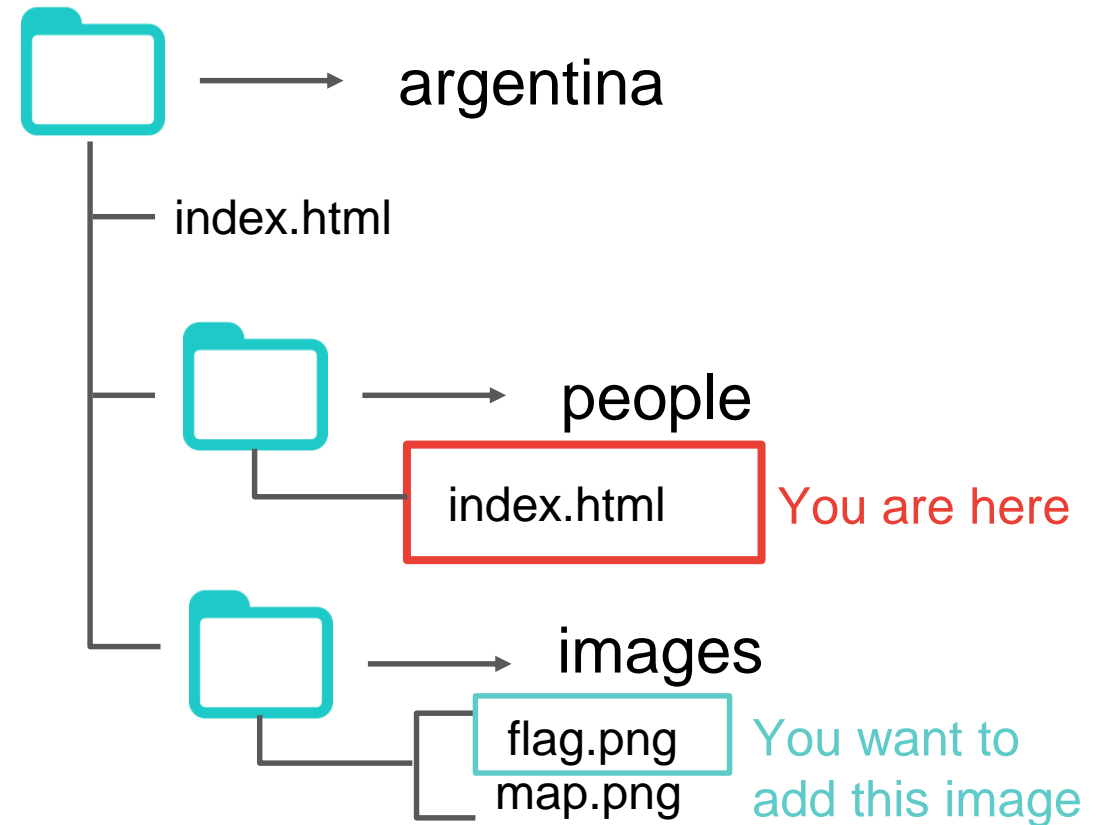 argentina
index.html
people
index.html
You are here
images
flag.png
map.png
You want to
add this image